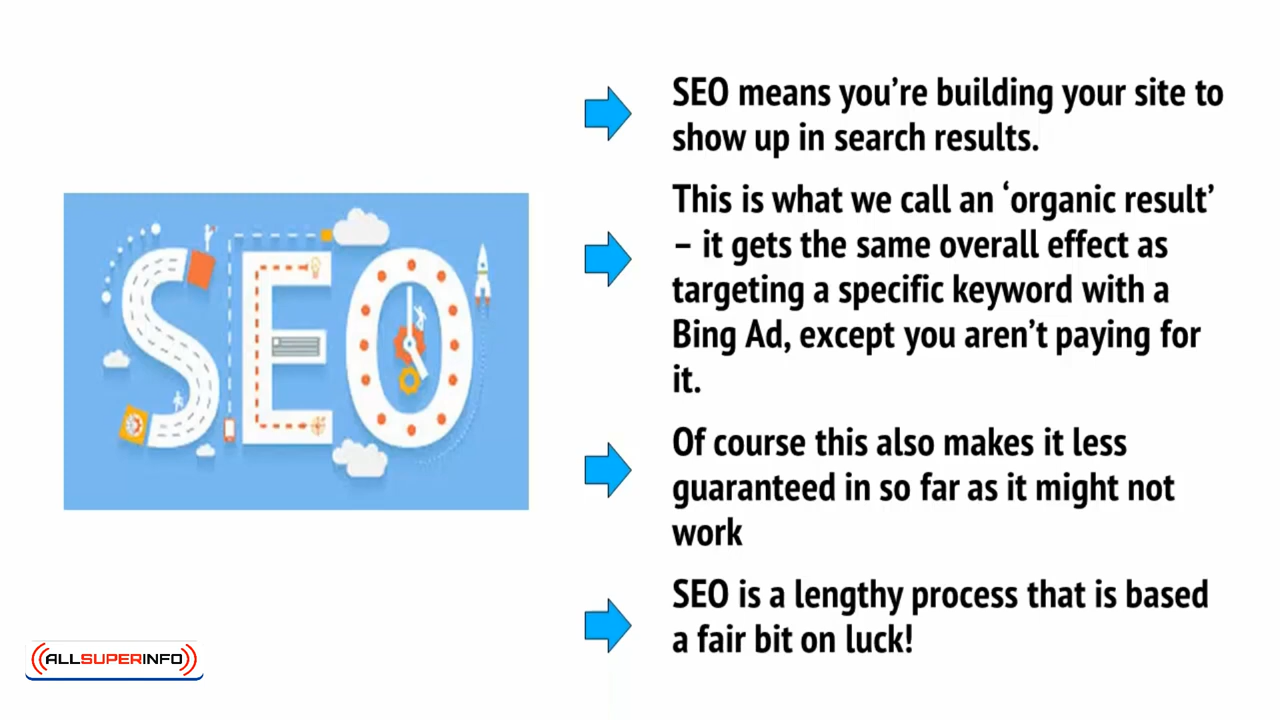 SEO means you’re building your site to
show up in search results.
This is what we call an ‘organic result’
– it gets the same overall effect as
targeting a specific keyword with a
Bing Ad, except you aren’t paying for
it.
Of course this also makes it less
guaranteed in so far as it might not
work
SEO is a lengthy process that is based
a fair bit on luck!
SEO
ALLSUPERINFO